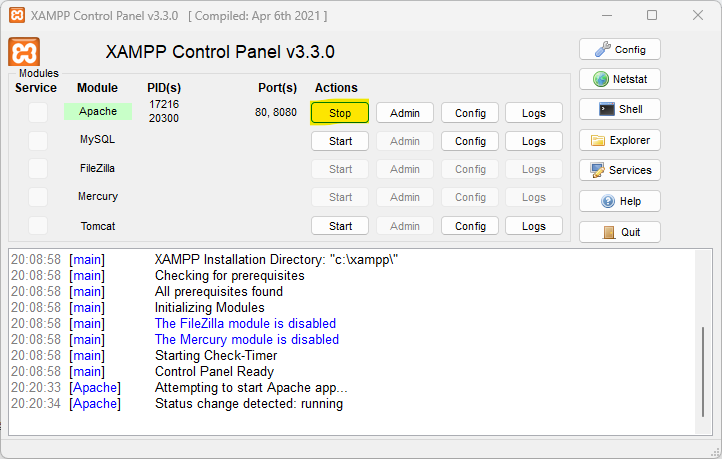 XAMPP Control Panel v3.3.0 [ Compiled: Apr 6th 2021 ]
XAMPP Control Panel v3.3.0
Config
Modules
Service Module PID(s) Port(s) Actions
Netstat
Apache 17216 20300 80, 8080 Stop Admin Config Logs
Shell
MySQL Start Admin Config Logs
Explorer
FileZilla Start Admin Config Logs
Services
Mercury Start Admin Config Logs
Help
Tomcat Start Admin Config Logs
Quit
20:08:58 [main] XAMPP Installation Directory: "c:\xampp\"
20:08:58 [main] Checking for prerequisites
20:08:58 [main] All prerequisites found
20:08:58 [main] Initializing Modules
20:08:58 [main] The FileZilla module is disabled
20:08:58 [main] The Mercury module is disabled
20:08:58 [main] Starting Check-Timer
20:08:58 [main] Control Panel Ready
20:20:33 [Apache] Attempting to start Apache app...
20:20:34 [Apache] Status change detected: running